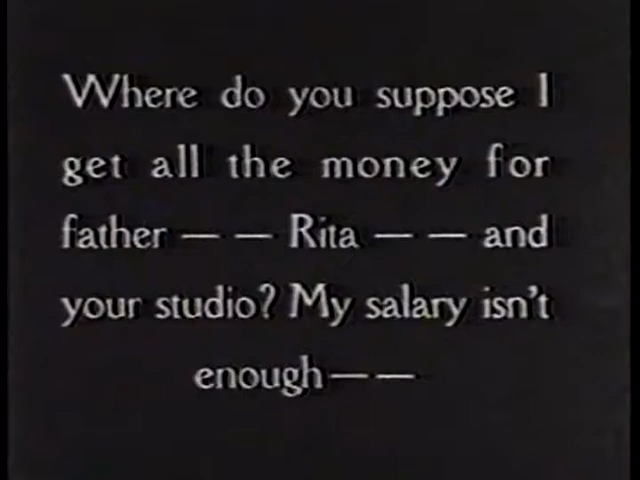 Where do you suppose I
get all the money for
father — — Rita — — and
your studio? My salary isn't
enough — —